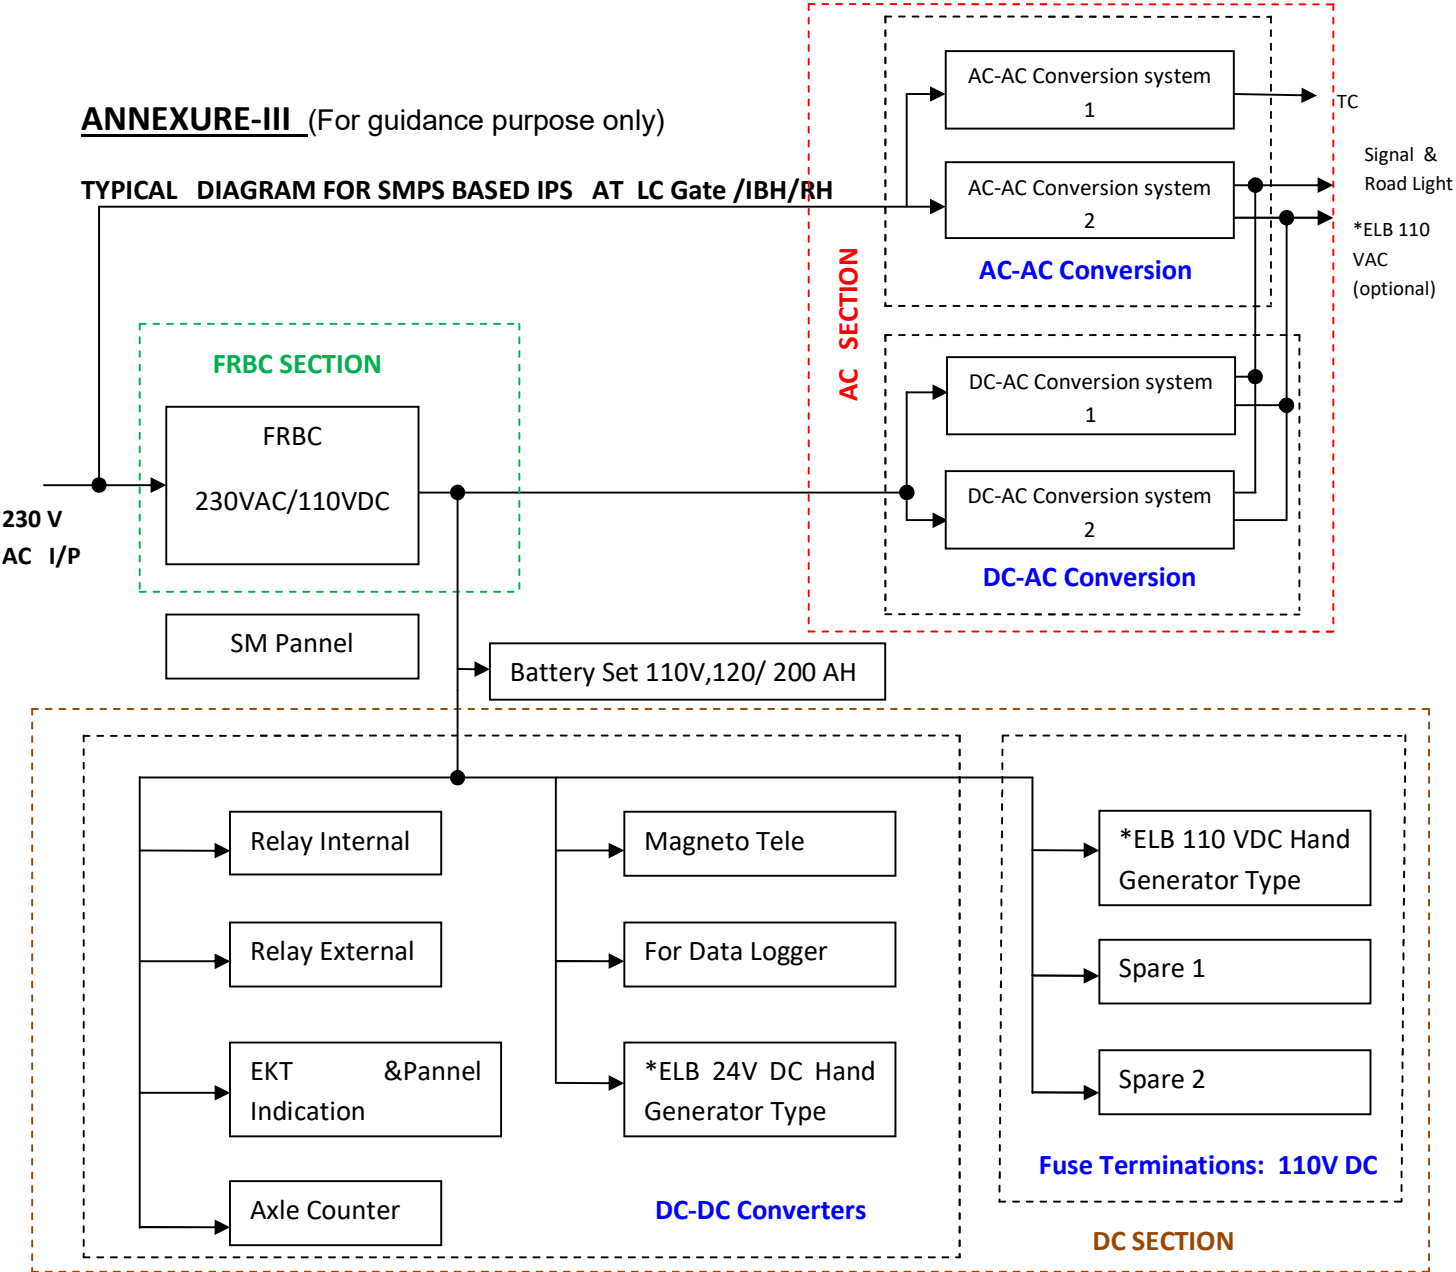 ANNEXURE-III (For guidance purpose only)
TYPICAL DIAGRAM FOR SMPS BASED IPS AT LC Gate /IBH/RH
AC-AC Conversion system
1
TC
AC-AC Conversion system
2
Signal &
Road Light
*ELB 110
VAC
(optional)
AC-AC Conversion
AC SECTION
DC-AC Conversion system
1
DC-AC Conversion system
2
DC-AC Conversion
FRBC SECTION
FRBC
230VAC/110VDC
230 V
AC I/P
SM Pannel
Battery Set 110V,120/ 200 AH
Relay Internal
Relay External
EKT &Pannel
Indication
Axle Counter
Magneto Tele
For Data Logger
*ELB 24V DC Hand
Generator Type
DC-DC Converters
*ELB 110 VDC Hand
Generator Type
Spare 1
Spare 2
Fuse Terminations: 110V DC
DC SECTION